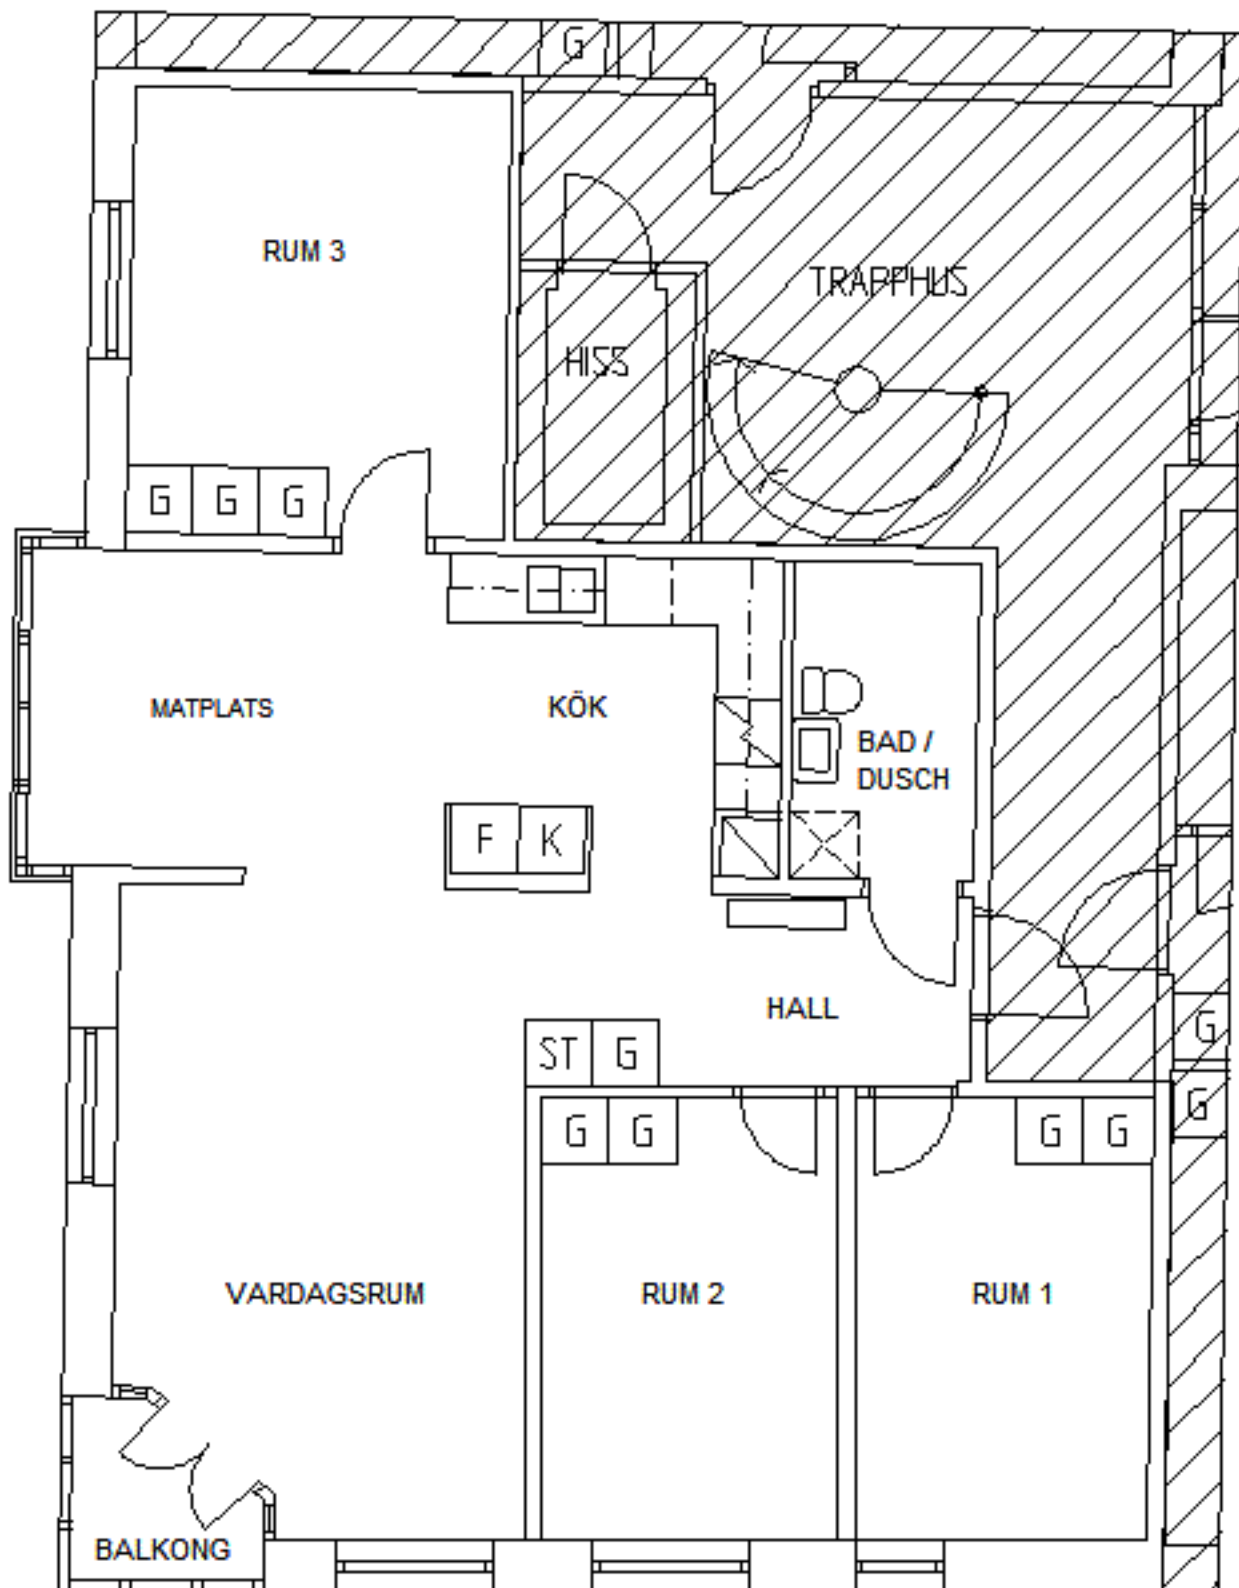 G
RUM 3
TRAPPHUS
HISS
G G G
MATPLATS
KÖK
BAD /
DUSCH
F K
HALL
G
ST G
G G
G G
G
VARDAGSRUM
RUM 2
RUM 1
BALKONG